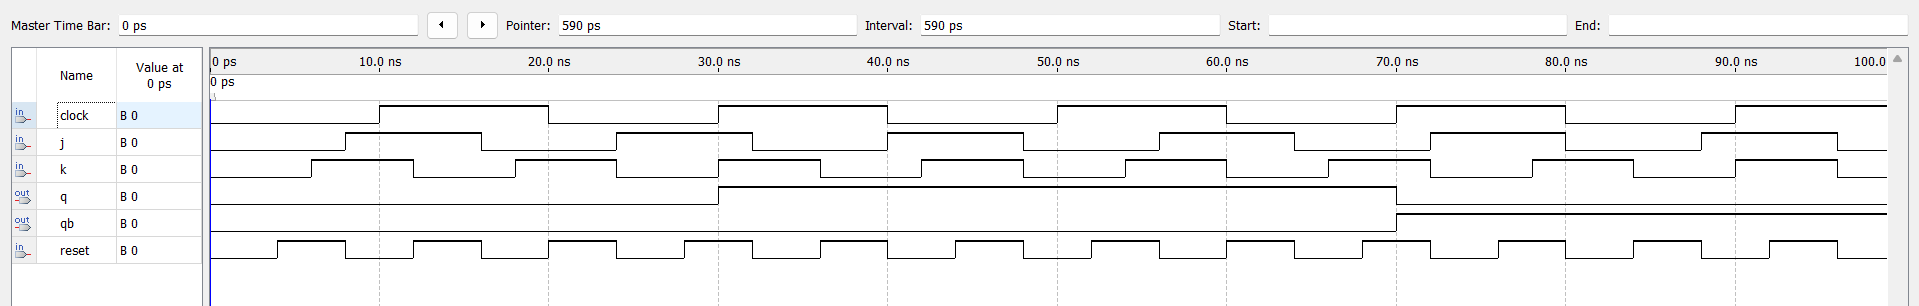 Master Time Bar: 0 ps Pointer: 590 ps Interval: 590 ps Start: End:
Name Value at 0 ps
0 ps 10.0 ns 20.0 ns 30.0 ns 40.0 ns 50.0 ns 60.0 ns 70.0 ns 80.0 ns 90.0 ns 100.0
0 ps
in clock B 0
in j B 0
in k B 0
out q B 0
out qb B 0
in reset B 0